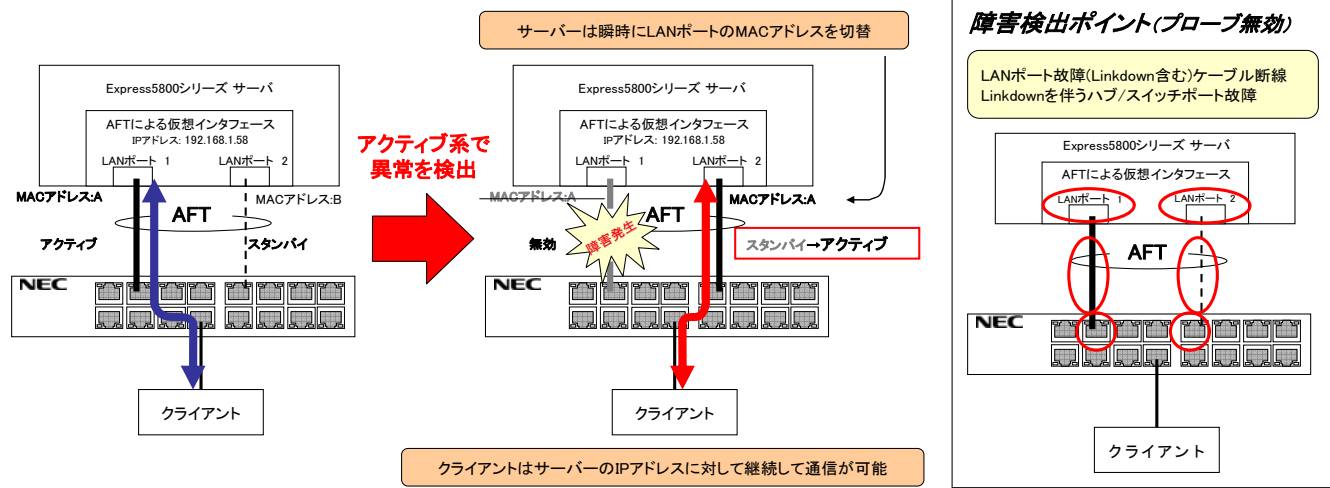 サーバーは瞬時にLANポートのMACアドレスを切替
Express5800シリーズ サーバ
AFTによる仮想インタフェース
IPアドレス: 192.168.1.58
LANポート 1
LANポート 2
MACアドレス:A
MACアドレス:B
AFT
アクティブ
スタンバイ
NEC
クライアント
アクティブ系で
異常を検出
Express5800シリーズ サーバ
AFTによる仮想インタフェース
IPアドレス: 192.168.1.58
LANポート 1
LANポート 2
MACアドレス:A
MACアドレス:A
AFT
障害発生
無効
スタンバイ→アクティブ
NEC
クライアント
クライアントはサーバーのIPアドレスに対して継続して通信が可能
障害検出ポイント(プローブ無効)
LANポート故障(Linkdown含む)ケーブル断線
Linkdownを伴うハブ/スイッチポート故障
Express5800シリーズ サーバ
AFTによる仮想インタフェース
LANポート 1
LANポート 2
AFT
NEC
クライアント